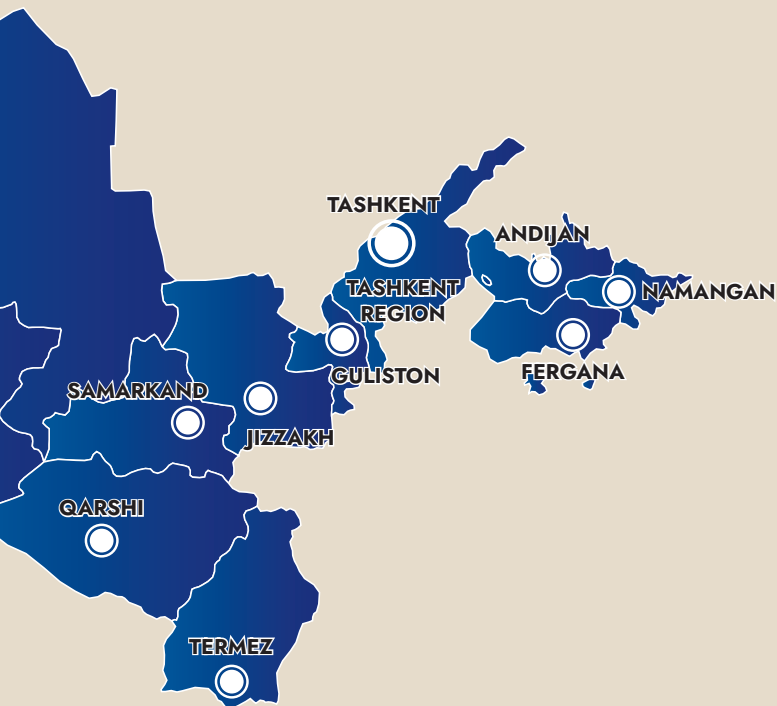 TASHKENT
ANDIJAN
TASHKENT
REGION
NAMANGAN
GULISTON
FERGANA
SAMARKAND
JIZZAKH
QARSHI
TERMEZ